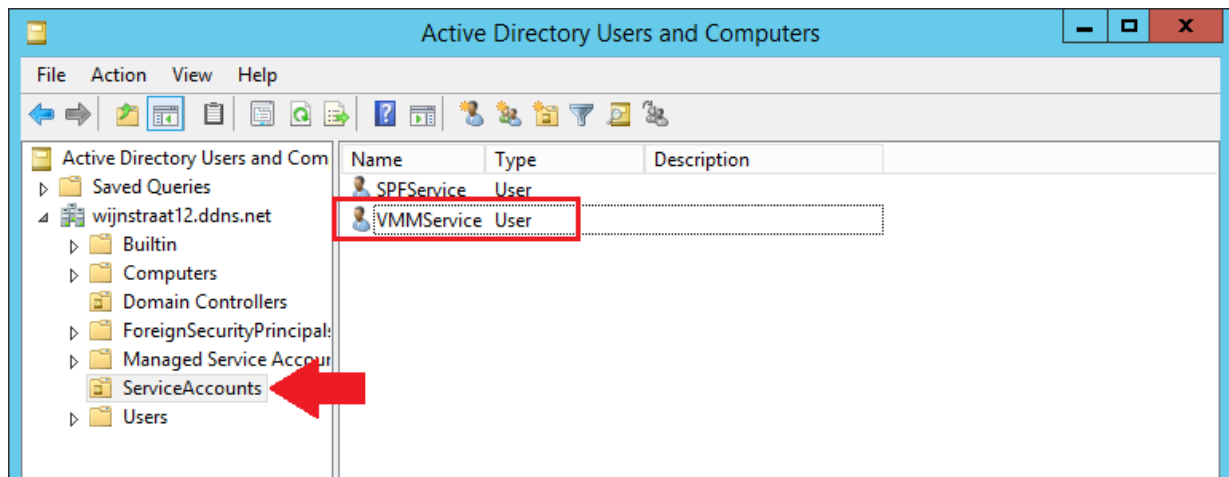 Active Directory Users and Computers
File Action View Help
Active Directory Users and Com
Saved Queries
wijnstraat12.ddns.net
Builtin
Computers
Domain Controllers
ForeignSecurityPrincipal
Managed Service Accour
ServiceAccounts
Users
Name Type Description
SPFService User
VMMService User